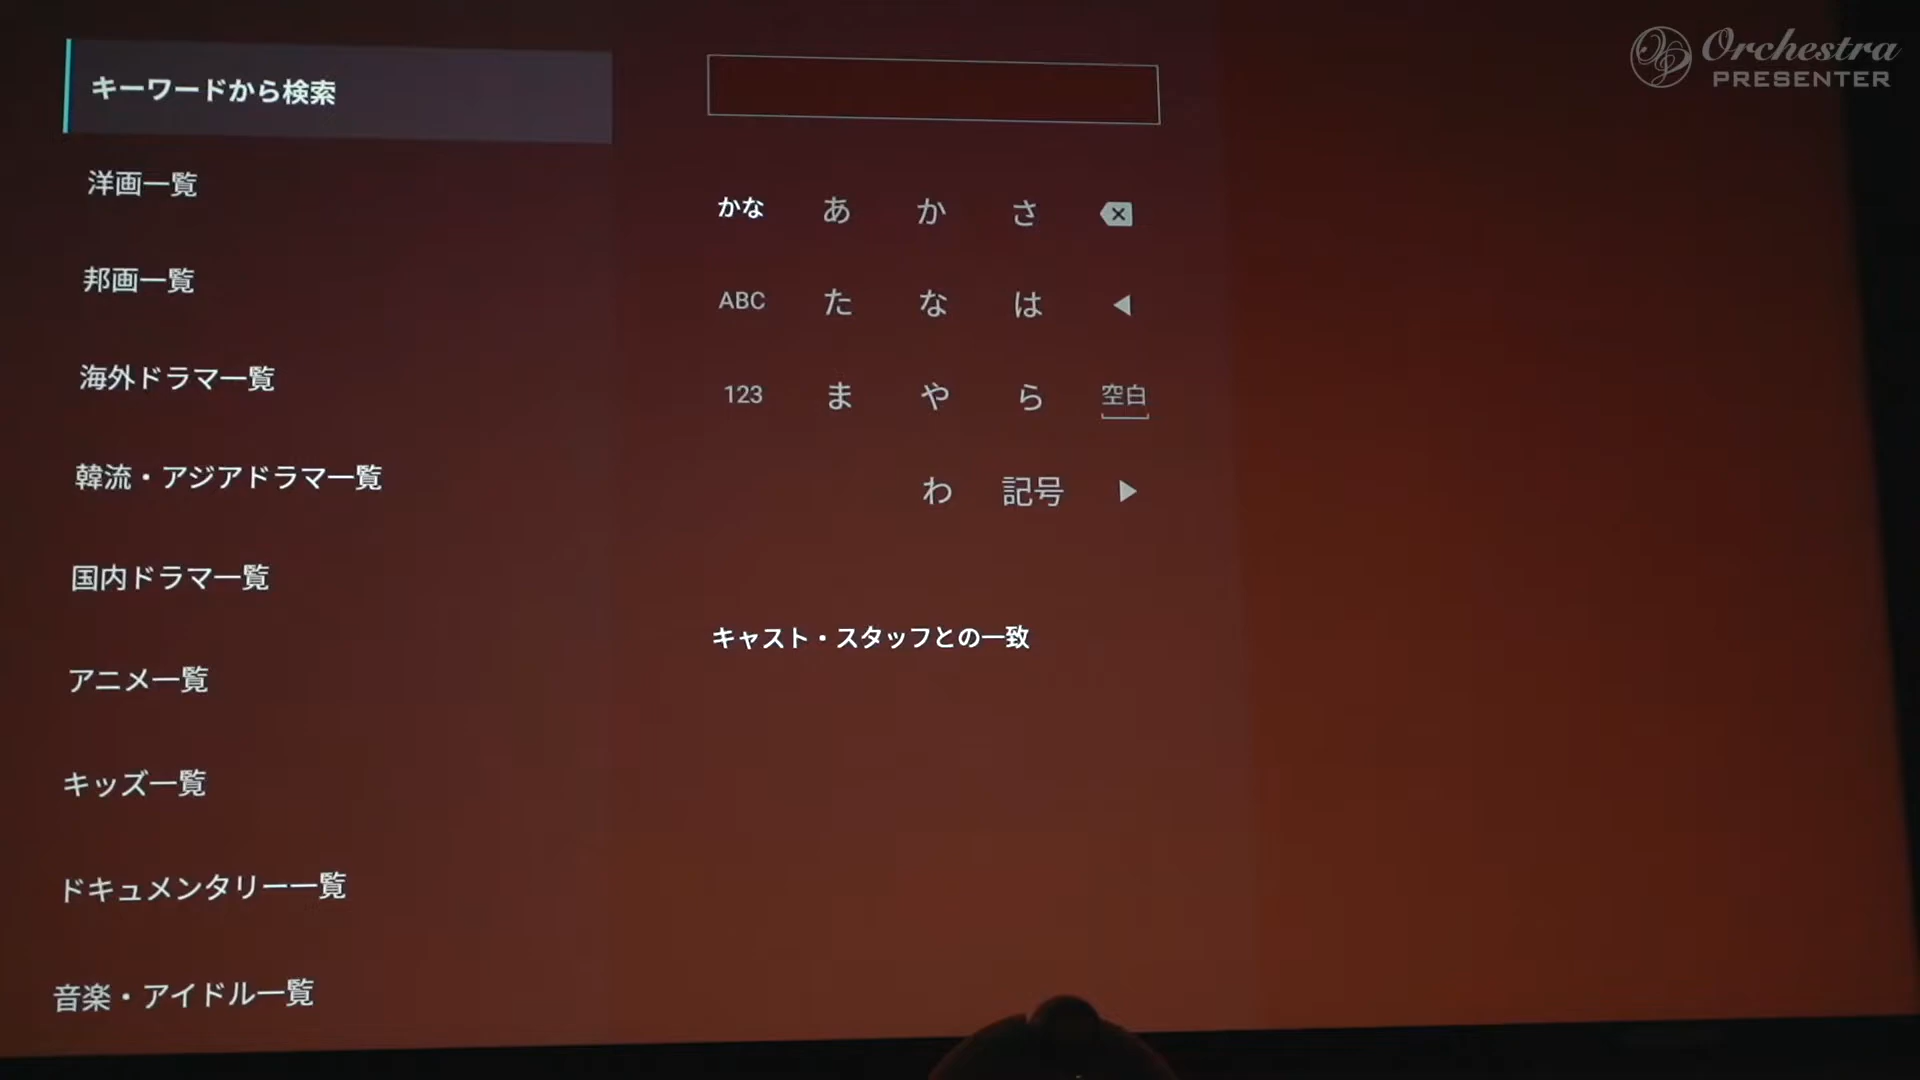 Orchestra
PRESENTER
キーワードから検索
洋画一覧
邦画一覧
海外ドラマ一覧
韓流・アジアドラマ一覧
国内ドラマ一覧
アニメ一覧
キッズ一覧
ドキュメンタリー一覧
音楽・アイドル一覧
かな あ か さ
ABC た な は
123 ま や ら 空白
わ 記号
キャスト・スタッフとの一致